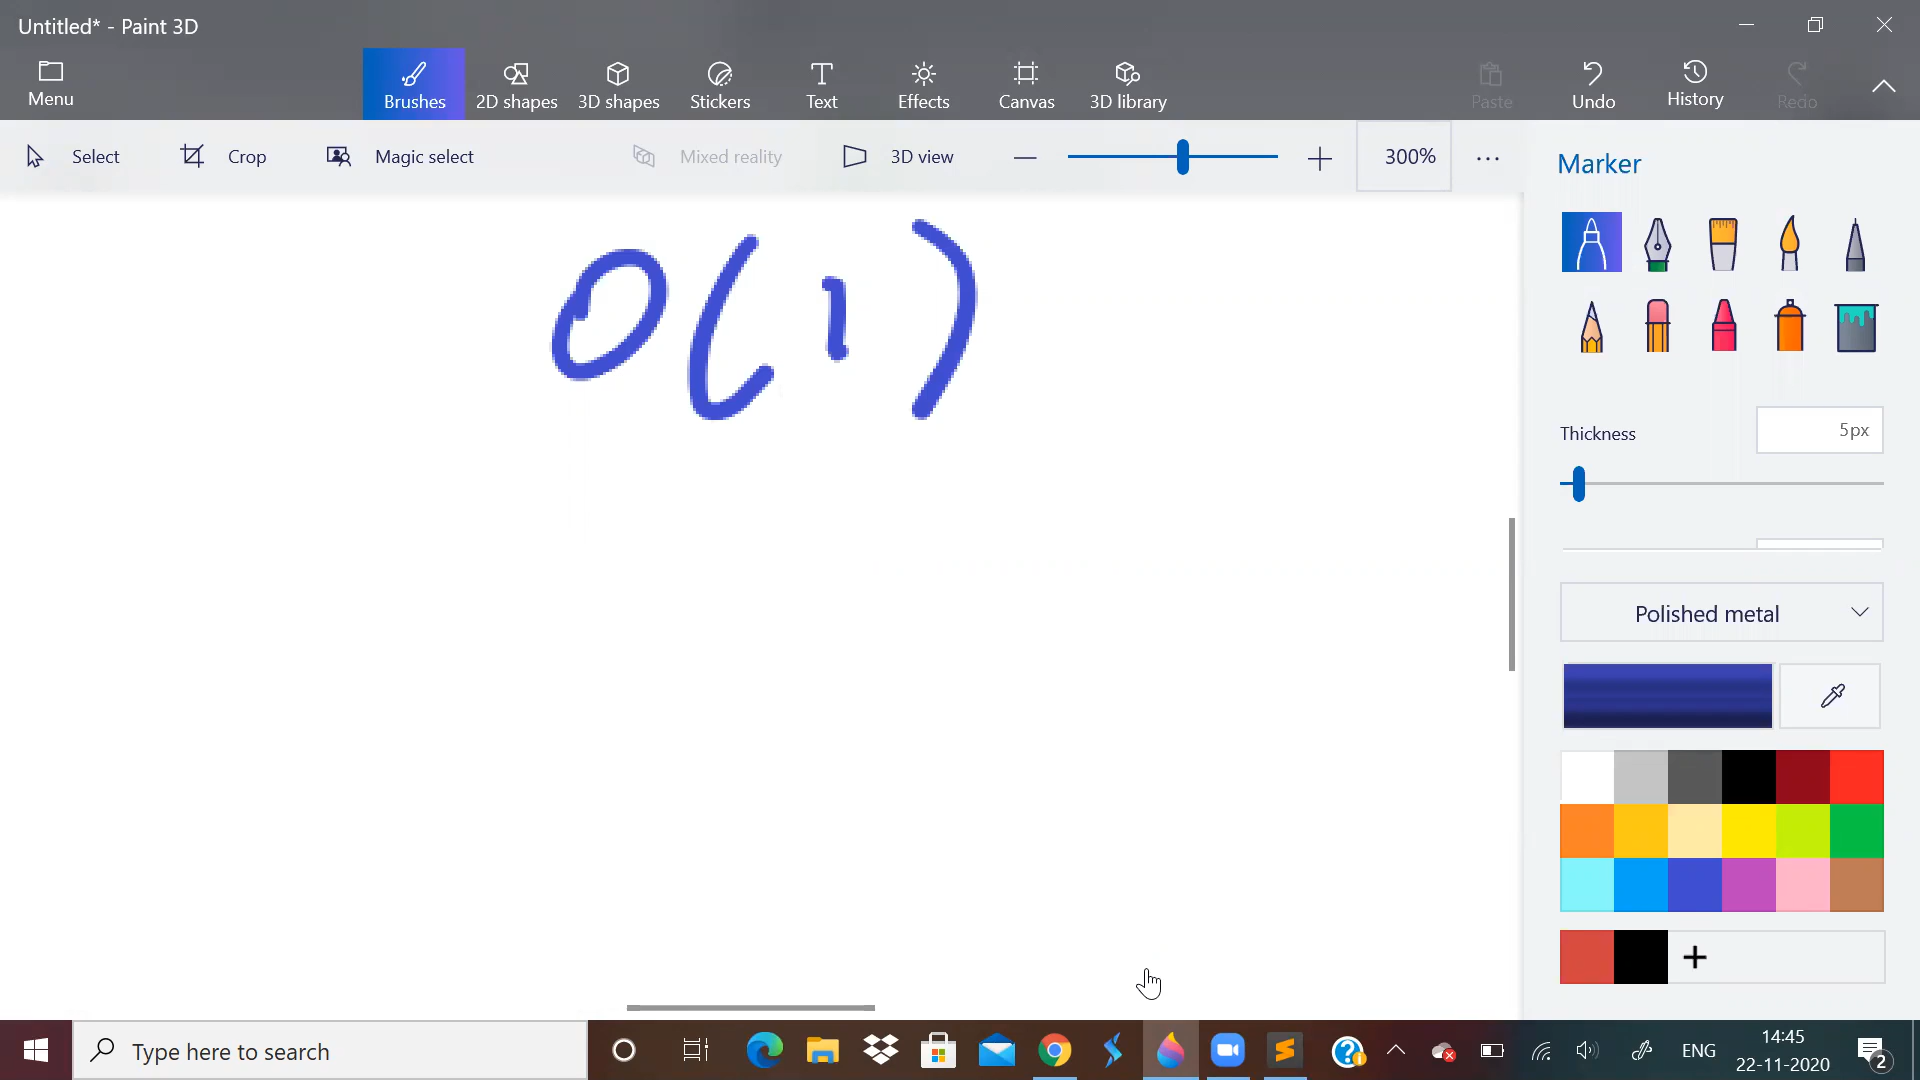 Untitled* - Paint 3D
Menu
Brushes 2D shapes 3D shapes Stickers Text Effects Canvas 3D library Paste Undo History Redo
Select Crop Magic select Mixed reality 3D view 300%
Marker
O(1)
Thickness 5px
Polished metal
Type here to search
ENG
14:45
22-11-2020
2